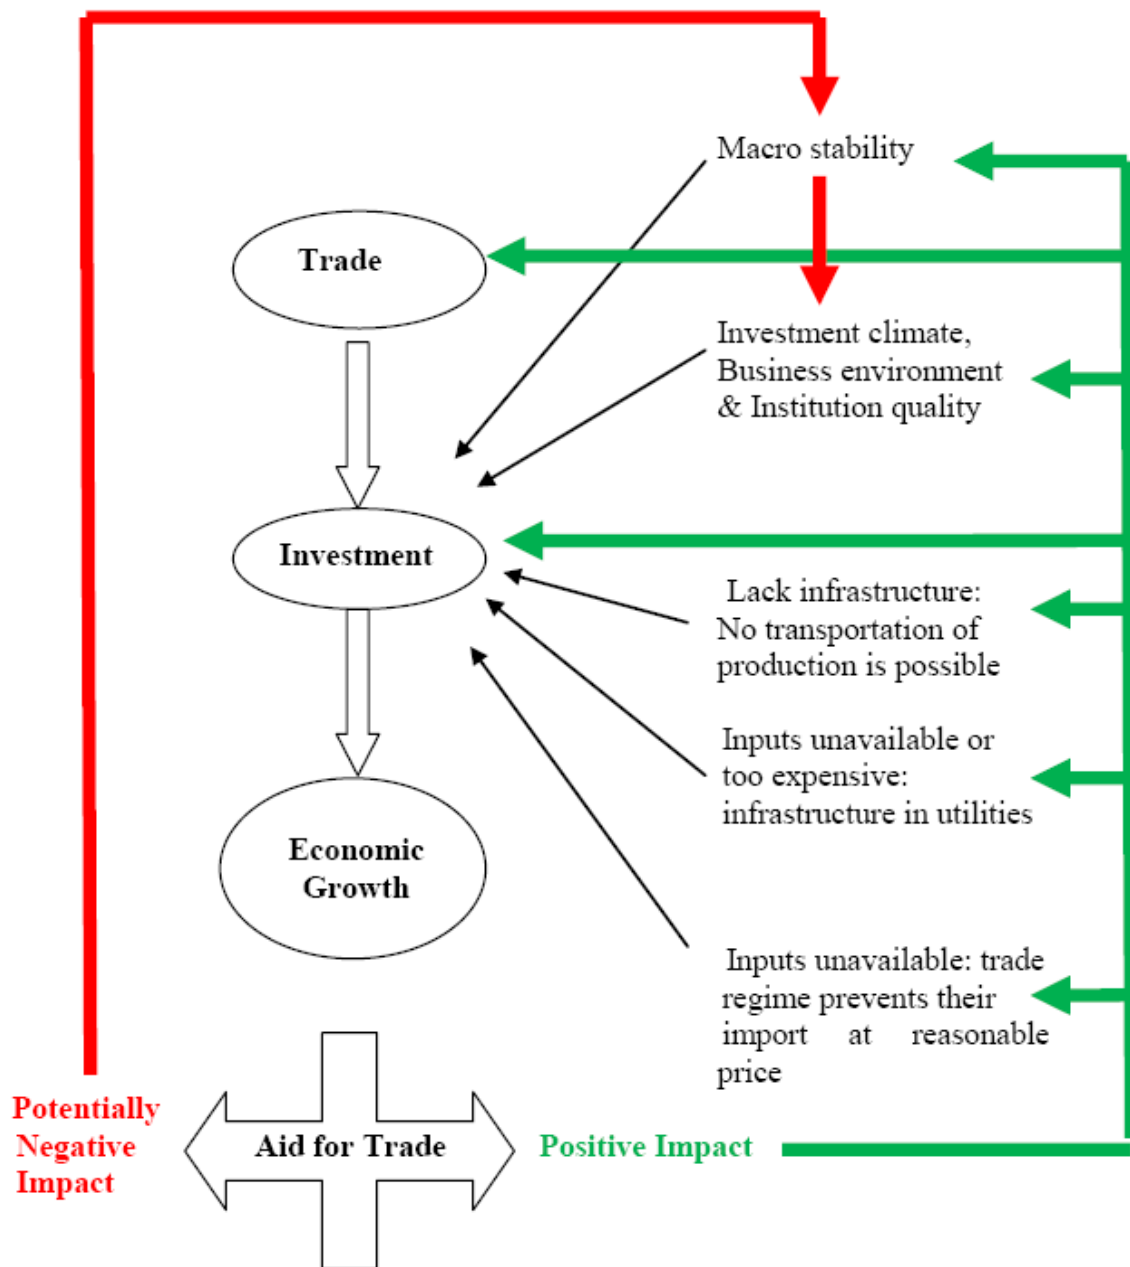 Macro stability
Trade
Investment climate,
Business environment
& Institution quality
Investment
Lack infrastructure:
No transportation of
production is possible
Inputs unavailable or
too expensive:
infrastructure in utilities
Economic
Growth
Inputs unavailable: trade
regime prevents their
import at reasonable
price
Potentially
Negative
Impact
Aid for Trade
Positive Impact